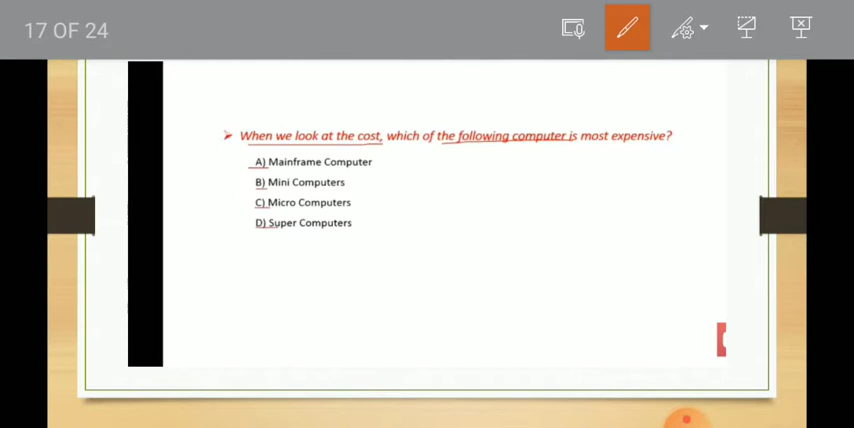 17 OF 24
➢ When we look at the cost, which of the following computer is most expensive?
A) Mainframe Computer
B) Mini Computers
C) Micro Computers
D) Super Computers